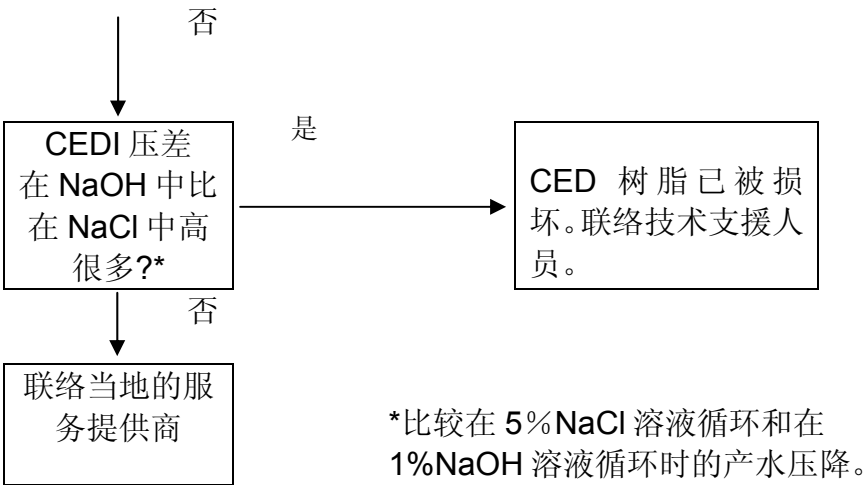 否
CEDI 压差
在 NaOH 中比
在 NaCl 中高
很多?*
是
CED 树脂已被损
坏。联络技术支援人
员。
否
联络当地的服
务提供商
*比较在 5％NaCl 溶液循环和在
1%NaOH 溶液循环时的产水压降。